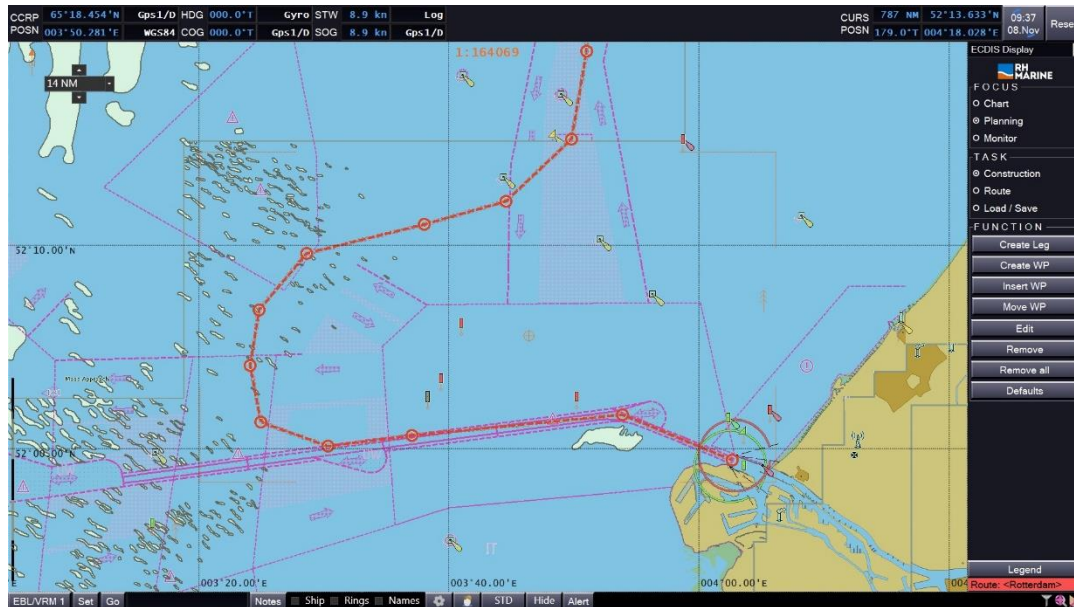 CCRP 65°18.454'N Gps1/D HDG 000.0°T Gyro STW 8.9 kn Log
POSN 003°50.281'E WGS84 COG 000.0°T Gps1/D SOG 8.9 kn Gps1/D
CURS 787 NM 52°13.633'N
POSN 179.0°T 004°18.028'E
09:37
08.Nov
Rese
1:164069
14 NM
ECDIS Display
RH
MARINE
FOCUS
Chart
Planning
Monitor
TASK
Construction
Route
Load / Save
FUNCTION
Create Leg
Create WP
Insert WP
Move WP
Edit
Remove
Remove all
Defaults
52°10.00'N
52°00.00'N
IT
003°20.00'E
003°40.00'E
004°00.00'E
004
Legend
Route: <Rotterdam>
EBL/VRM 1 Set Go Notes Ship Rings Names STD Hide Alert